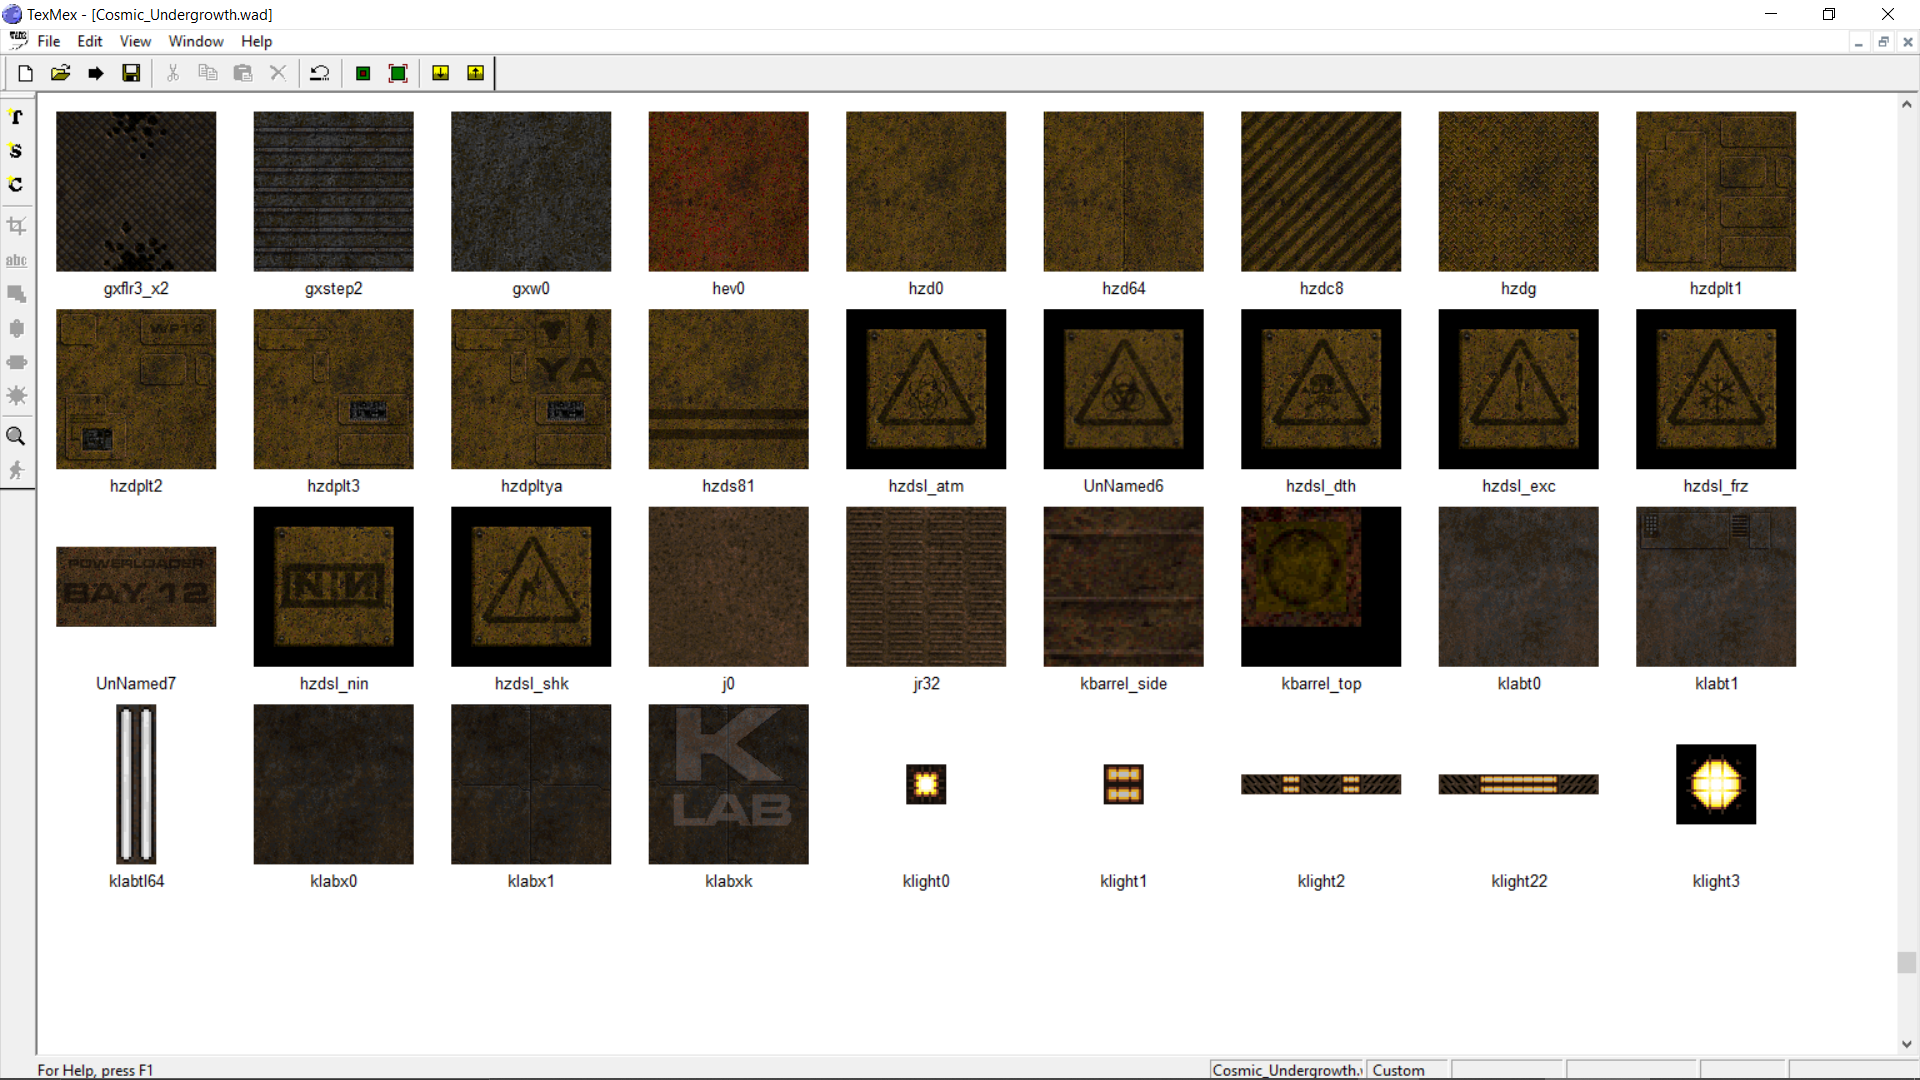 TexMex - [Cosmic_Undergrowth.wad]
File Edit View Window Help
T
S
C
abc
gxflr3_x2 gxstep2 gxw0 hev0 hzd0 hzd64 hzdc8 hzdg hzdplt1
WP14
YA
hzdplt2 hzdplt3 hzdpltya hzds81 hzdsl_atm UnNamed6 hzdsl_dth hzdsl_exc hzdsl_frz
POWERLOADER
BAY 12
NIN
UnNamed7 hzdsl_nin hzdsl_shk j0 jr32 kbarrel_side kbarrel_top klabt0 klabt1
K
LAB
klabtl64 klabx0 klabx1 klabxk klight0 klight1 klight2 klight22 klight3
For Help, press F1 Cosmic_Undergrowth. Custom